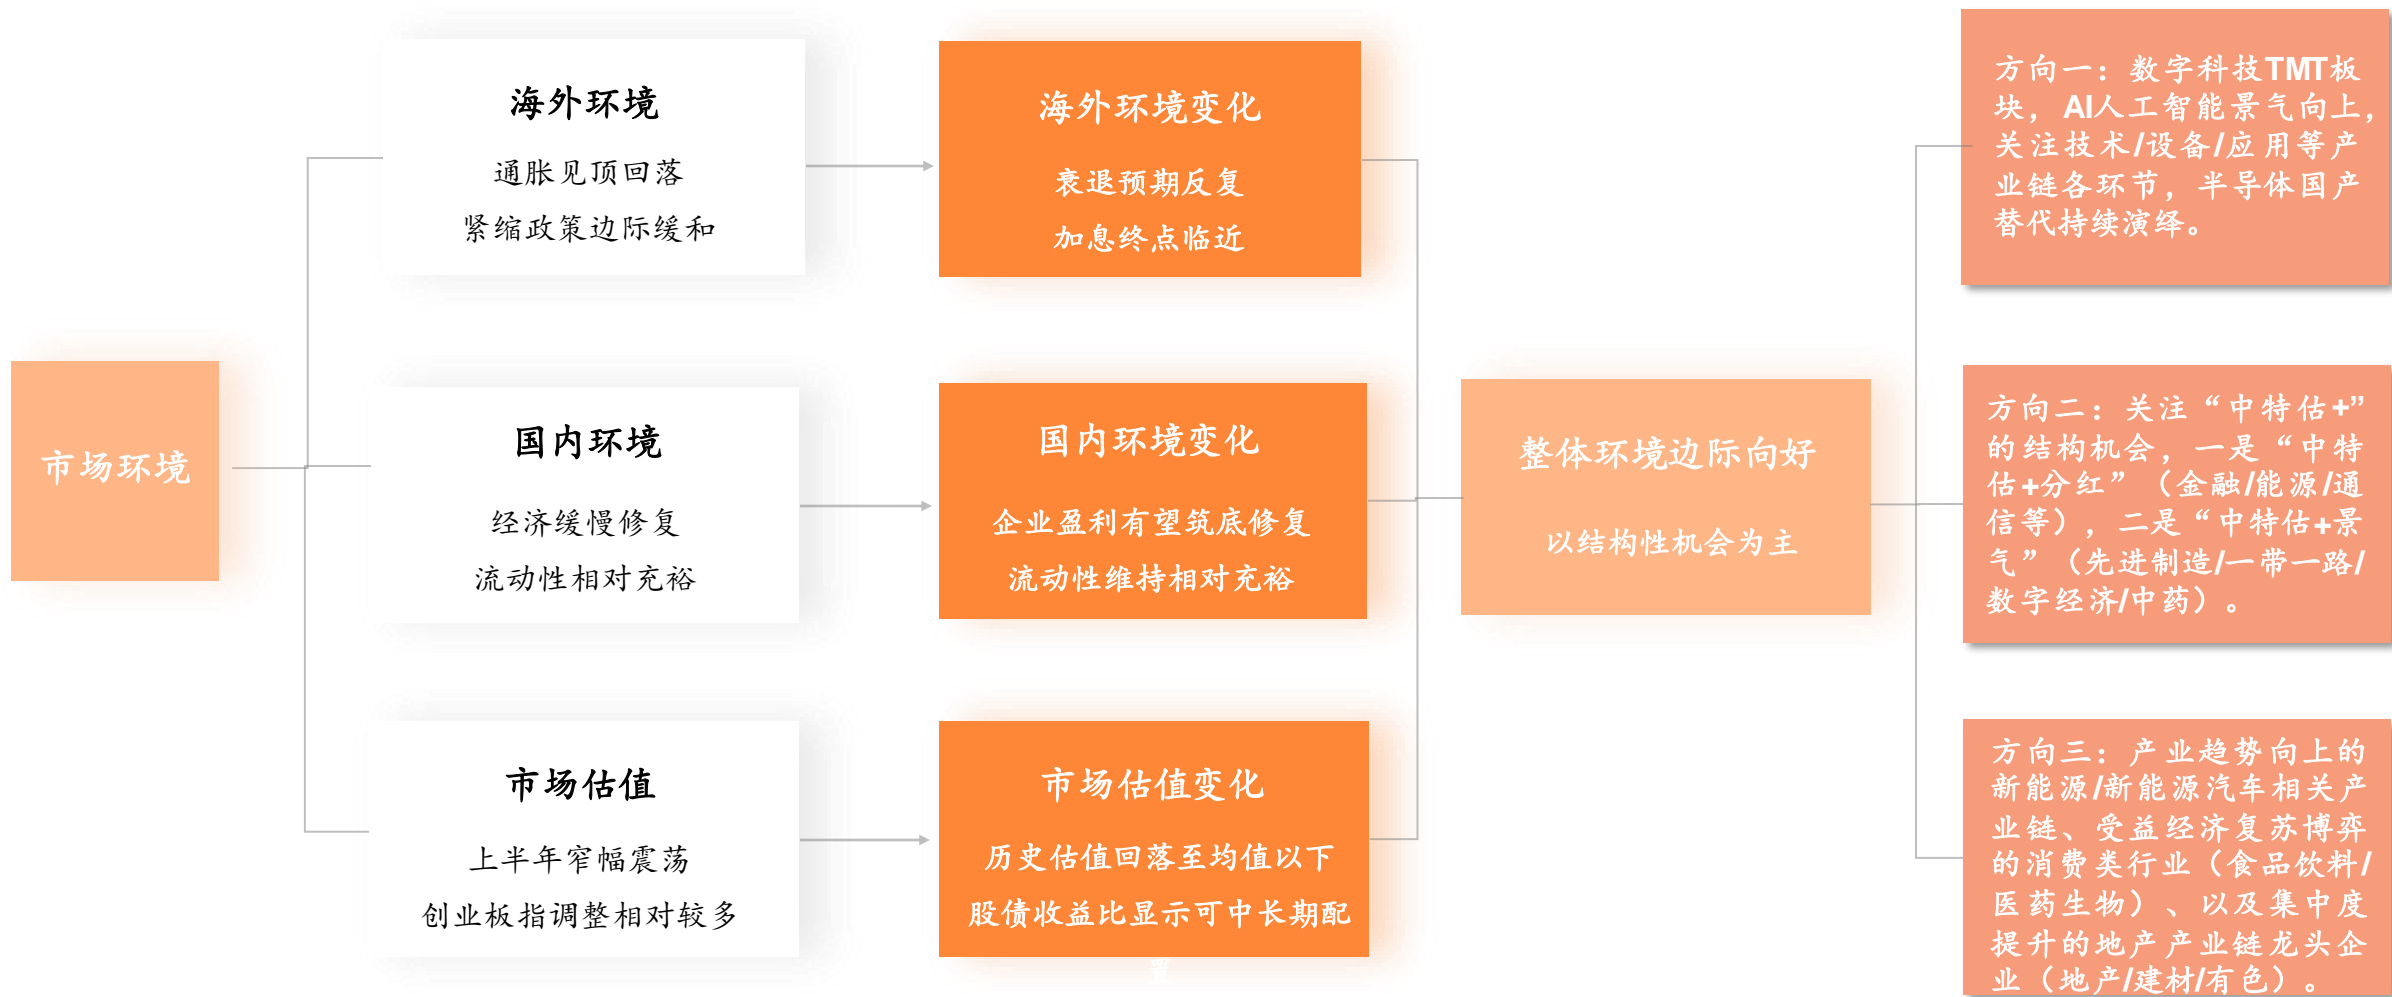 市场环境
海外环境
通胀见顶回落
紧缩政策边际缓和
国内环境
经济缓慢修复
流动性相对充裕
市场估值
上半年窄幅震荡
创业板指调整相对较多
海外环境变化
衰退预期反复
加息终点临近
国内环境变化
企业盈利有望筑底修复
流动性维持相对充裕
市场估值变化
历史估值回落至均值以下
股债收益比显示可中长期配
置
整体环境边际向好
以结构性机会为主
方向一：数字科技TMT板
块，AI人工智能景气向上，
关注技术/设备/应用等产
业链各环节，半导体国产
替代持续演绎。
方向二：关注“中特估+”
的结构机会，一是“中特
估+分红”（金融/能源/通
信等），二是“中特估+景
气”（先进制造/一带一路/
数字经济/中药）。
方向三：产业趋势向上的
新能源/新能源汽车相关产
业链、受益经济复苏博弈
的消费类行业（食品饮料/
医药生物）、以及集中度
提升的地产产业链龙头企
业（地产/建材/有色）。